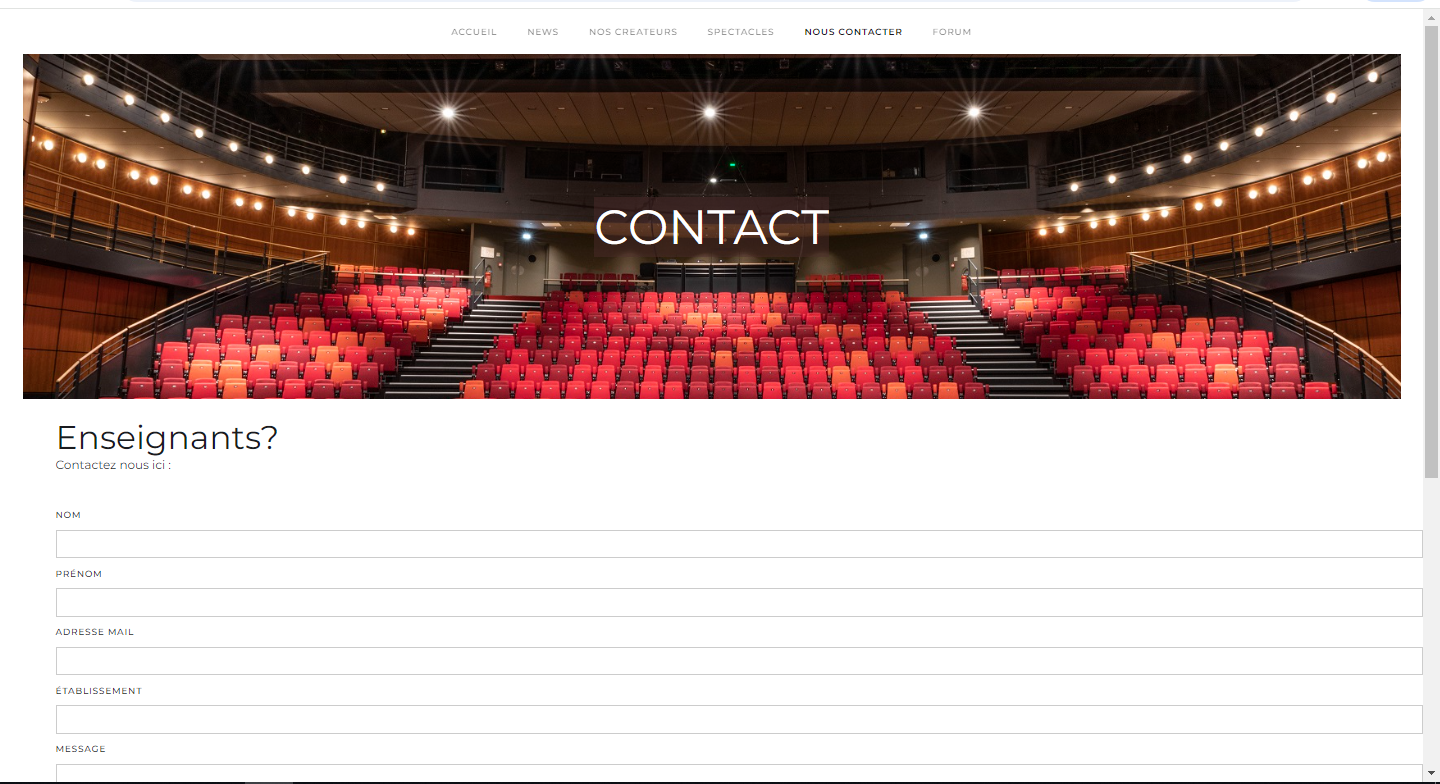 ACCUEIL NEWS NOS CREATEURS SPECTACLES NOUS CONTACTER FORUM
CONTACT
Enseignants?
Contactez nous ici :
NOM
PRÉNOM
ADRESSE MAIL
ÉTABLISSEMENT
MESSAGE